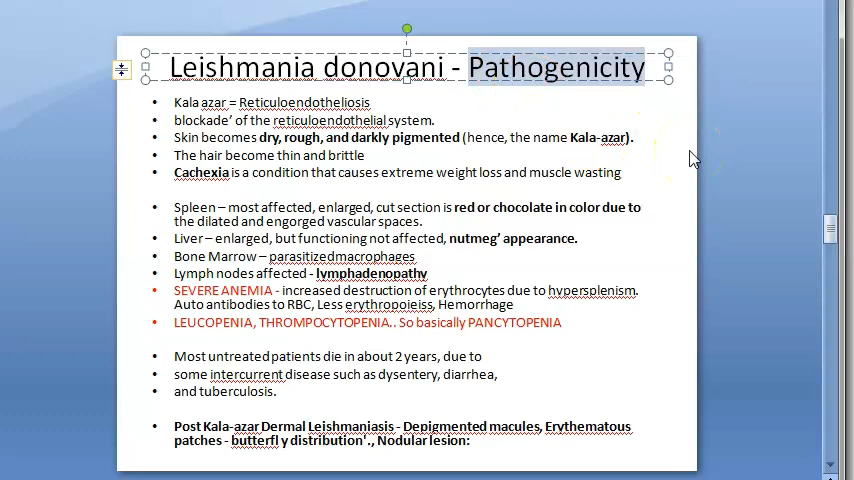 Leishmania donovani - Pathogenicity
• Kala azar = Reticuloendotheliosis
• blockade’ of the reticuloendothelial system.
• Skin becomes dry, rough, and darkly pigmented (hence, the name Kala-azar).
• The hair become thin and brittle
• Cachexia is a condition that causes extreme weight loss and muscle wasting
• Spleen – most affected, enlarged, cut section is red or chocolate in color due to
the dilated and engorged vascular spaces.
• Liver – enlarged, but functioning not affected, nutmeg’ appearance.
• Bone Marrow – parasitized macrophages
• Lymph nodes affected - lymphadenopathy
• SEVERE ANEMIA - increased destruction of erythrocytes due to hypersplenism.
Auto antibodies to RBC, Less erythropoieiss, Hemorrhage
• LEUCOPENIA, THROMPOCYTOPENIA.. So basically PANCYTOPENIA
• Most untreated patients die in about 2 years, due to
• some intercurrent disease such as dysentery, diarrhea,
• and tuberculosis.
• Post Kala-azar Dermal Leishmaniasis - Depigmented macules, Erythematous
patches - butterfl y distribution'., Nodular lesion: